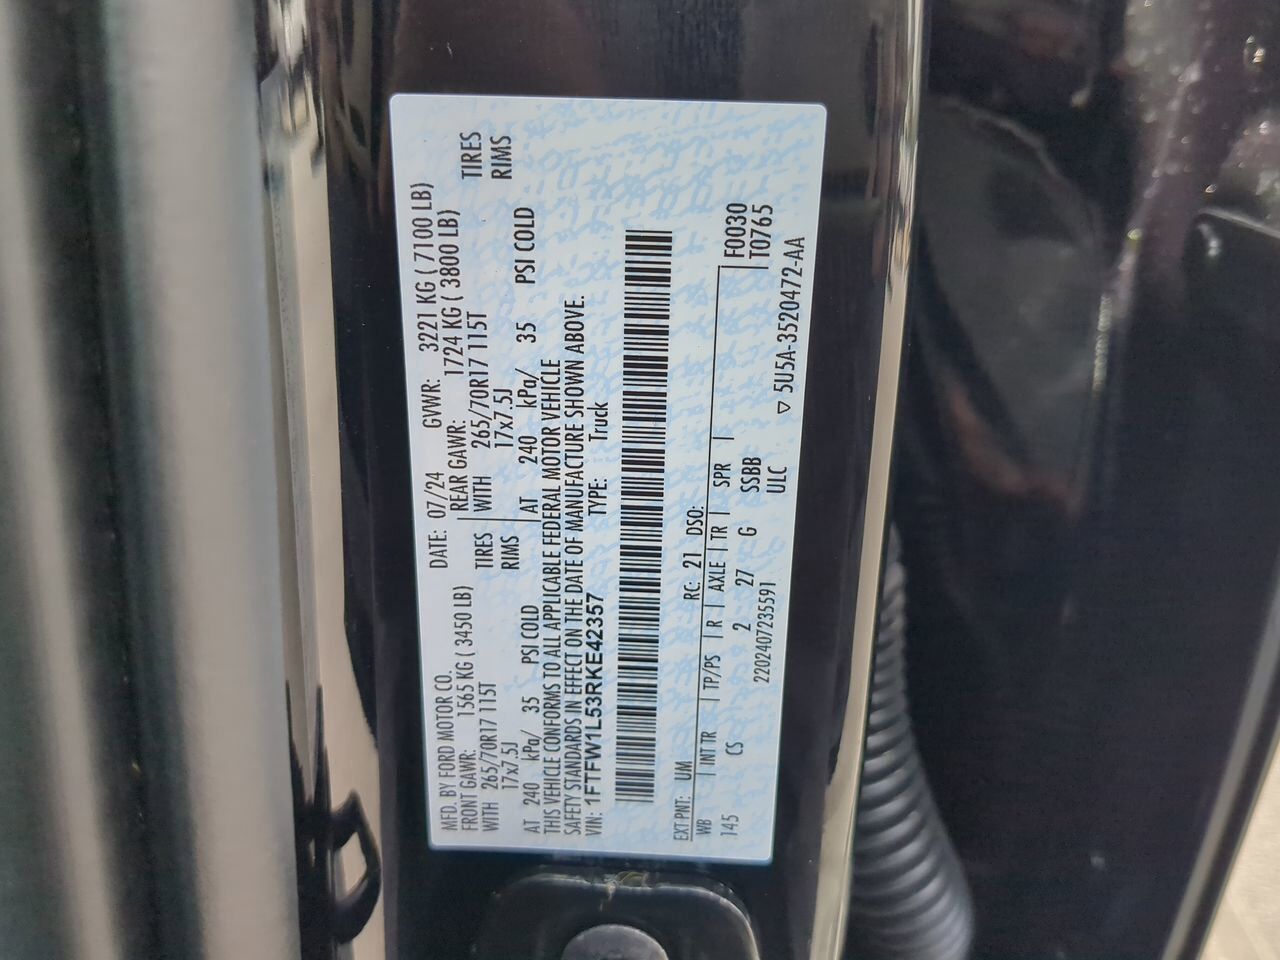 MFD. BY FORD MOTOR CO.
DATE: 07/24 GVWR: 3221 KG ( 7100 LB)
FRONT GAWR: 1565 KG ( 3450 LB) REAR GAWR: 1724 KG ( 3800 LB)
WITH 265/70R17 115T TIRES WITH 265/70R17 115T TIRES
17x7.5J RIMS 17x7.5J RIMS
AT 240 kPa/ 35 PSI COLD AT 240 kPa/ 35 PSI COLD
THIS VEHICLE CONFORMS TO ALL APPLICABLE FEDERAL MOTOR VEHICLE
SAFETY STANDARDS IN EFFECT ON THE DATE OF MANUFACTURE SHOWN ABOVE.
VIN: 1FTFW1L53RKE42357 TYPE: Truck
EXT PNT: UM RC: 21 DSO:
WB INT TR TP/PS R AXLE TR SPR F0030
145 CS 2 27 G SSBB T0765
2202407235591 ULC
▽ 5U5A-3520472-AA